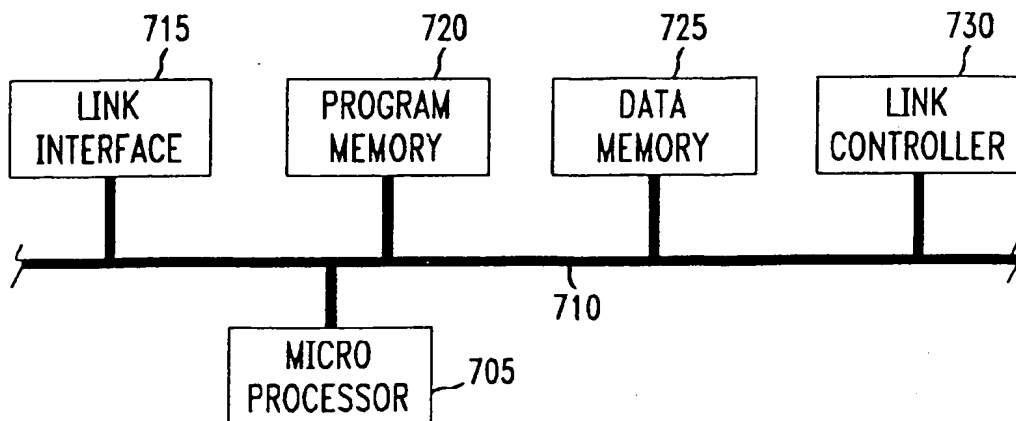 715
720
725
730
LINK
INTERFACE
PROGRAM
MEMORY
DATA
MEMORY
LINK
CONTROLLER
710
MICRO
PROCESSOR
705